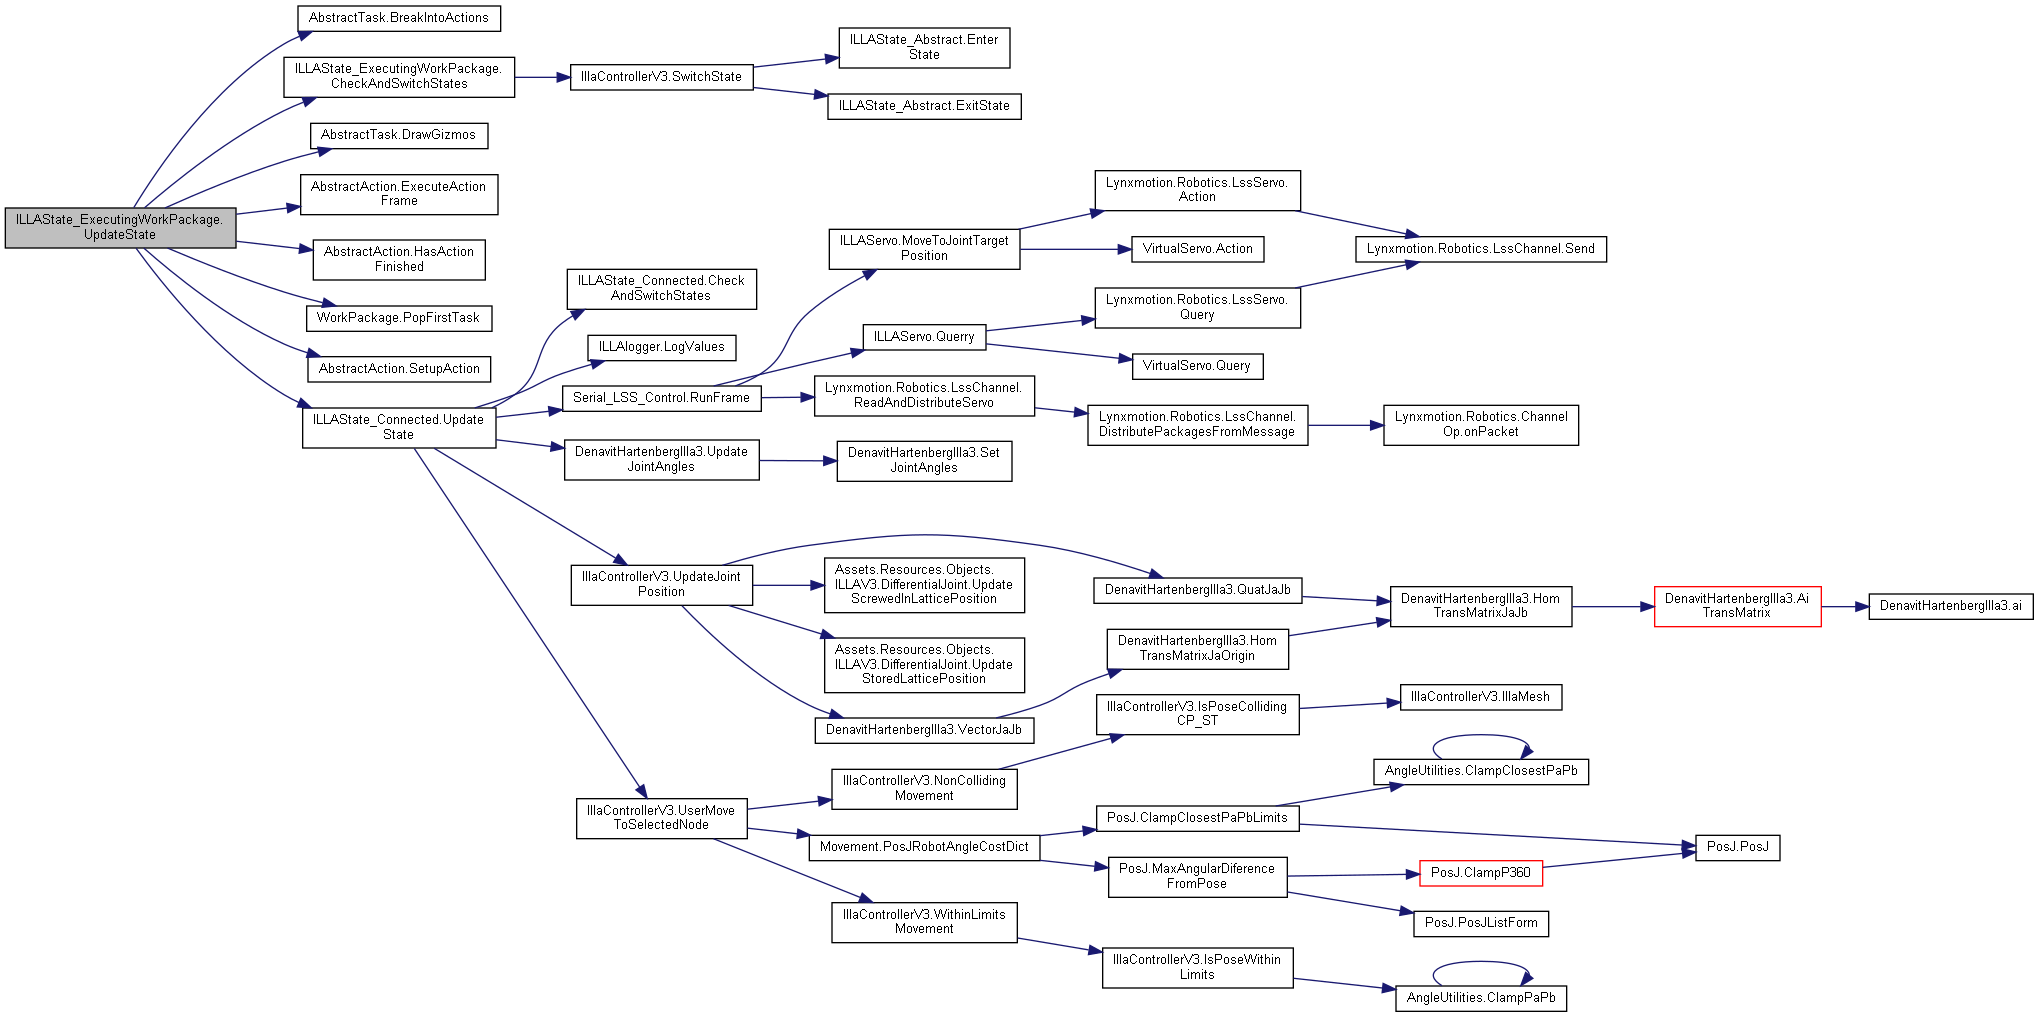 ILLAState_ExecutingWorkPackage.
UpdateState
AbstractTask.BreakIntoActions
ILLAState_ExecutingWorkPackage.
CheckAndSwitchStates
AbstractTask.DrawGizmos
AbstractAction.ExecuteAction
Frame
AbstractAction.HasAction
Finished
WorkPackage.PopFirstTask
AbstractAction.SetupAction
ILLAState_Connected.Update
State
IllaControllerV3.SwitchState
ILLAState_Abstract.Enter
State
ILLAState_Abstract.ExitState
ILLAState_Connected.Check
AndSwitchStates
ILLAlogger.LogValues
Serial_LSS_Control.RunFrame
DenavitHartenbergIlla3.Update
JointAngles
IllaControllerV3.UpdateJoint
Position
IllaControllerV3.UserMove
ToSelectedNode
ILLAServo.MoveToJointTarget
Position
ILLAServo.Querry
Lynxmotion.Robotics.LssChannel.
ReadAndDistributeServo
DenavitHartenbergIlla3.Set
JointAngles
Lynxmotion.Robotics.LssServo.
Action
VirtualServo.Action
Lynxmotion.Robotics.LssServo.
Query
VirtualServo.Query
Lynxmotion.Robotics.LssChannel.Send
Lynxmotion.Robotics.LssChannel.
DistributePackagesFromMessage
Lynxmotion.Robotics.Channel
Op.onPacket
Assets.Resources.Objects.
ILLAV3.DifferentialJoint.Update
ScrewedInLatticePosition
Assets.Resources.Objects.
ILLAV3.DifferentialJoint.Update
StoredLatticePosition
DenavitHartenbergIlla3.VectorJaJb
DenavitHartenbergIlla3.QuatJaJb
DenavitHartenbergIlla3.Hom
TransMatrixJaOrigin
DenavitHartenbergIlla3.Hom
TransMatrixJaJb
DenavitHartenbergIlla3.Ai
TransMatrix
DenavitHartenbergIlla3.ai
IllaControllerV3.NonColliding
Movement
Movement.PosJRobotAngleCostDict
IllaControllerV3.WithinLimits
Movement
IllaControllerV3.IsPoseColliding
CP_ST
IllaControllerV3.IllaMesh
PosJ.ClampClosestPaPbLimits
AngleUtilities.ClampClosestPaPb
PosJ.MaxAngularDiference
FromPose
PosJ.ClampP360
PosJ.PosJ
PosJ.PosJListForm
IllaControllerV3.IsPoseWithin
Limits
AngleUtilities.ClampPaPb